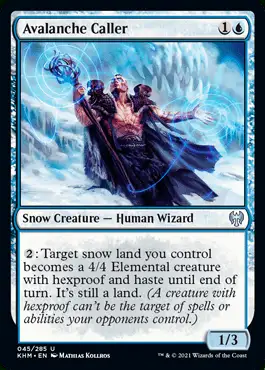 Avalanche Caller 1
Snow Creature — Human Wizard
2: Target snow land you control
becomes a 4/4 Elemental creature
with hexproof and haste until end of
turn. It's still a land. (A creature with
hexproof can't be the target of spells or
abilities your opponents control.)
1/3
045/285 U
KHM • EN Mathias Kollros ™ & © 2021 Wizards of the Coast